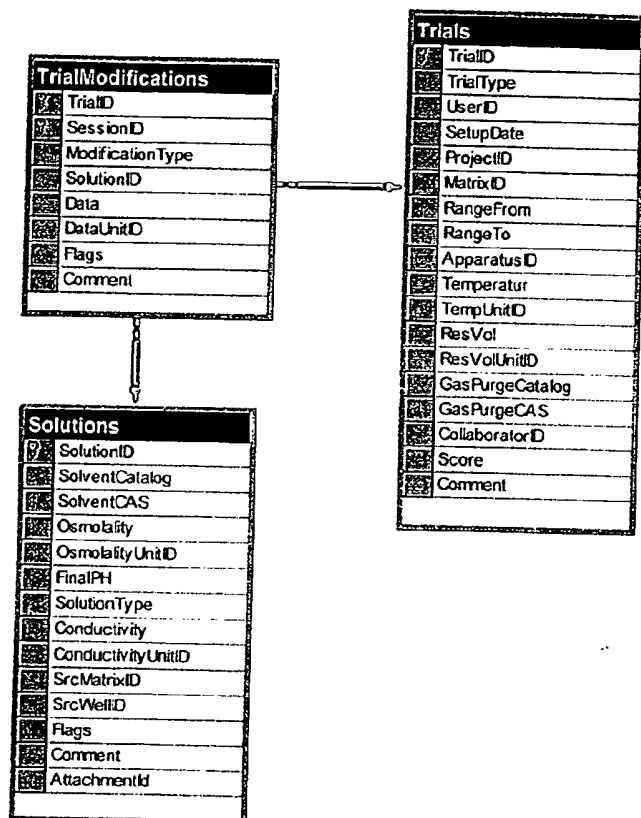 TrialModifications
TrialID
SessionID
ModificationType
SolutionID
Data
DataUnitID
Flags
Comment
Trials
TrialID
TrialType
UserID
SetupDate
ProjectID
MatrixID
RangeFrom
RangeTo
ApparatusID
Temperatur
TempUnitID
ResVol
ResVolUnitID
GasPurgeCatalog
GasPurgeCAS
CollaboratorID
Score
Comment
Solutions
SolutionID
SolventCatalog
SolventCAS
Osmolality
OsmolalityUnitID
FinalPH
SolutionType
Conductivity
ConductivityUnitID
SrcMatrixID
SrcWellID
Flags
Comment
AttachmentId